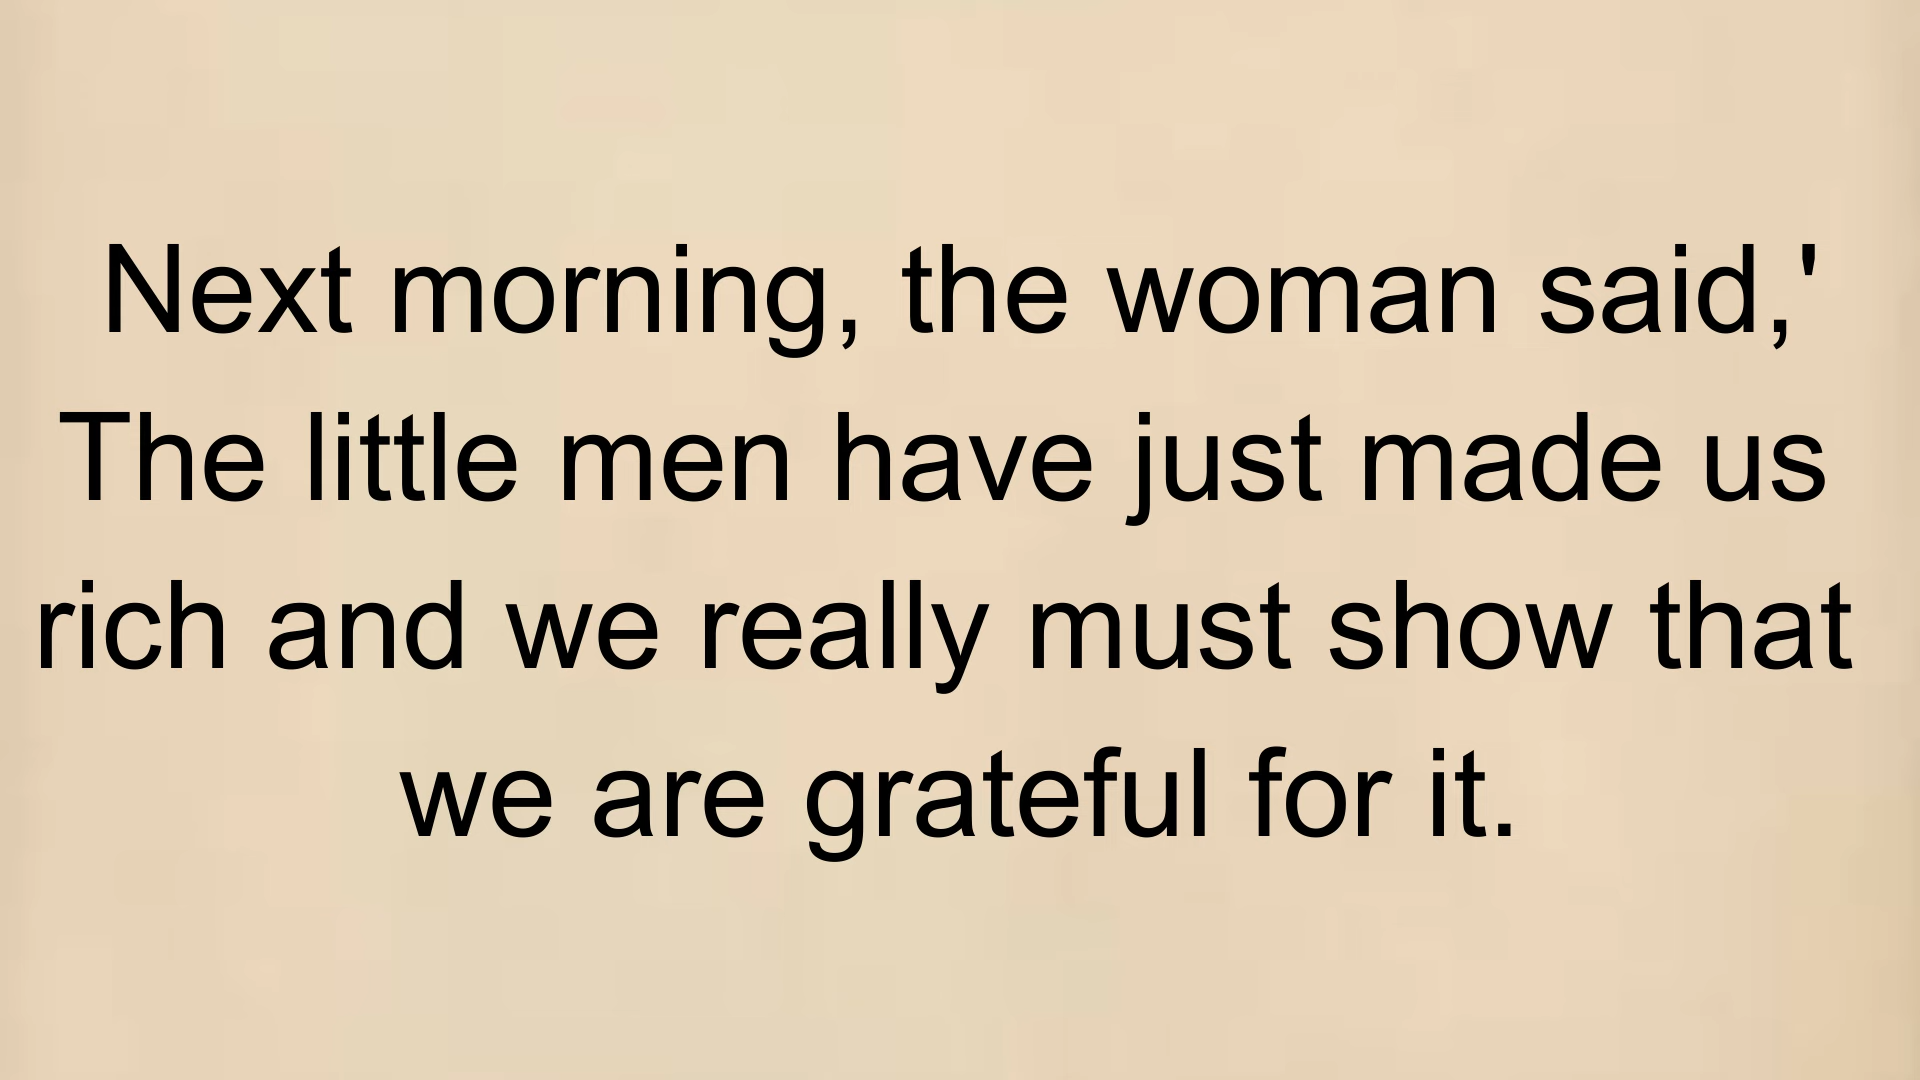 Next morning, the woman said,'
The little men have just made us
rich and we really must show that
we are grateful for it.